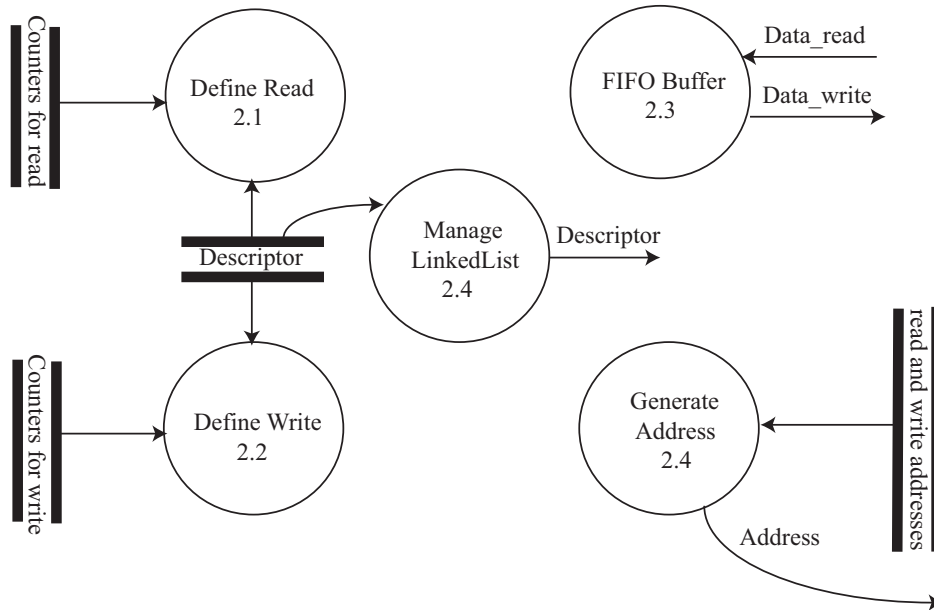 Counters for read
Define Read
2.1
FIFO Buffer
2.3
Data_read
Data_write
Descriptor
Manage
LinkedList
2.4
Descriptor
Counters for write
Define Write
2.2
Generate
Address
2.4
read and write addresses
Address